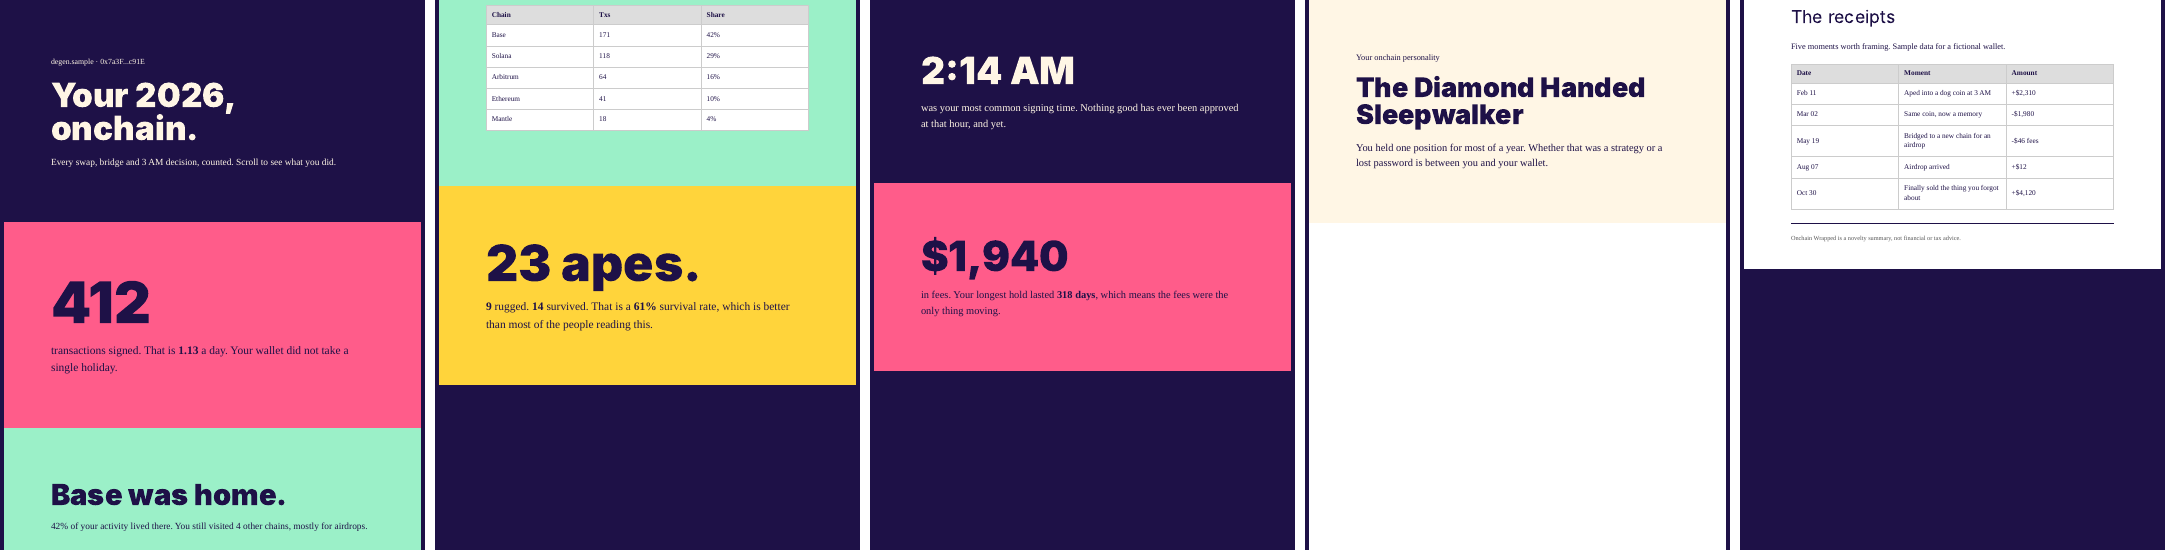 degen.sample · 0x7a3F...c91E
Your 2026,
onchain.
Every swap, bridge and 3 AM decision, counted. Scroll to see what you did.
412
transactions signed. That is 1.13 a day. Your wallet did not take a
single holiday.
Base was home.
42% of your activity lived there. You still visited 4 other chains, mostly for airdrops.
Chain Txs Share
Base 171 42%
Solana 118 29%
Arbitrum 64 16%
Ethereum 41 10%
Mantle 18 4%
23 apes.
9 rugged. 14 survived. That is a 61% survival rate, which is better
than most of the people reading this.
2:14 AM
was your most common signing time. Nothing good has ever been approved
at that hour, and yet.
$1,940
in fees. Your longest hold lasted 318 days, which means the fees were the
only thing moving.
Your onchain personality
The Diamond Handed
Sleepwalker
You held one position for most of a year. Whether that was a strategy or a
lost password is between you and your wallet.
The receipts
Five moments worth framing. Sample data for a fictional wallet.
Date Moment Amount
Feb 11 Aped into a dog coin at 3 AM +$2,310
Mar 02 Same coin, now a memory -$1,980
May 19 Bridged to a new chain for an
airdrop -$46 fees
Aug 07 Airdrop arrived +$12
Oct 30 Finally sold the thing you forgot
about +$4,120
Onchain Wrapped is a novelty summary, not financial or tax advice.